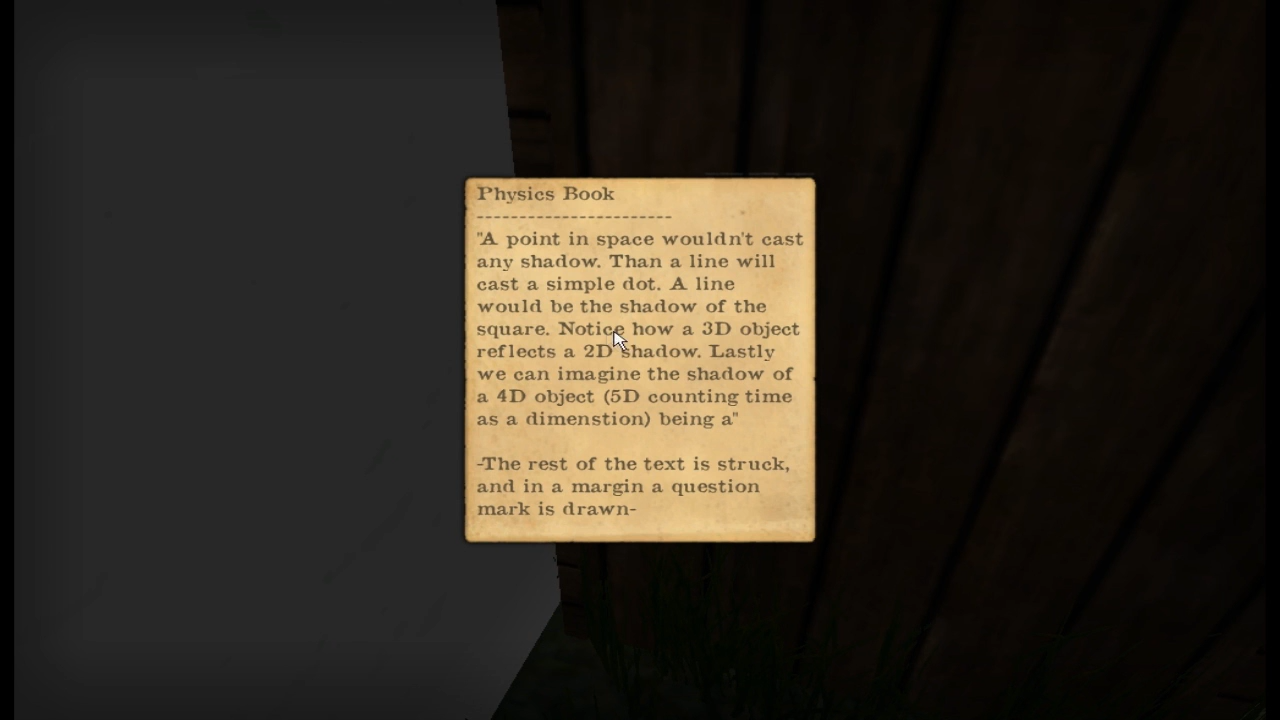 Physics Book
-----------------------
"A point in space wouldn't cast
any shadow. Than a line will
cast a simple dot. A line
would be the shadow of the
square. Notice how a 3D object
reflects a 2D shadow. Lastly
we can imagine the shadow of
a 4D object (5D counting time
as a dimenstion) being a"
-The rest of the text is struck,
and in a margin a question
mark is drawn-